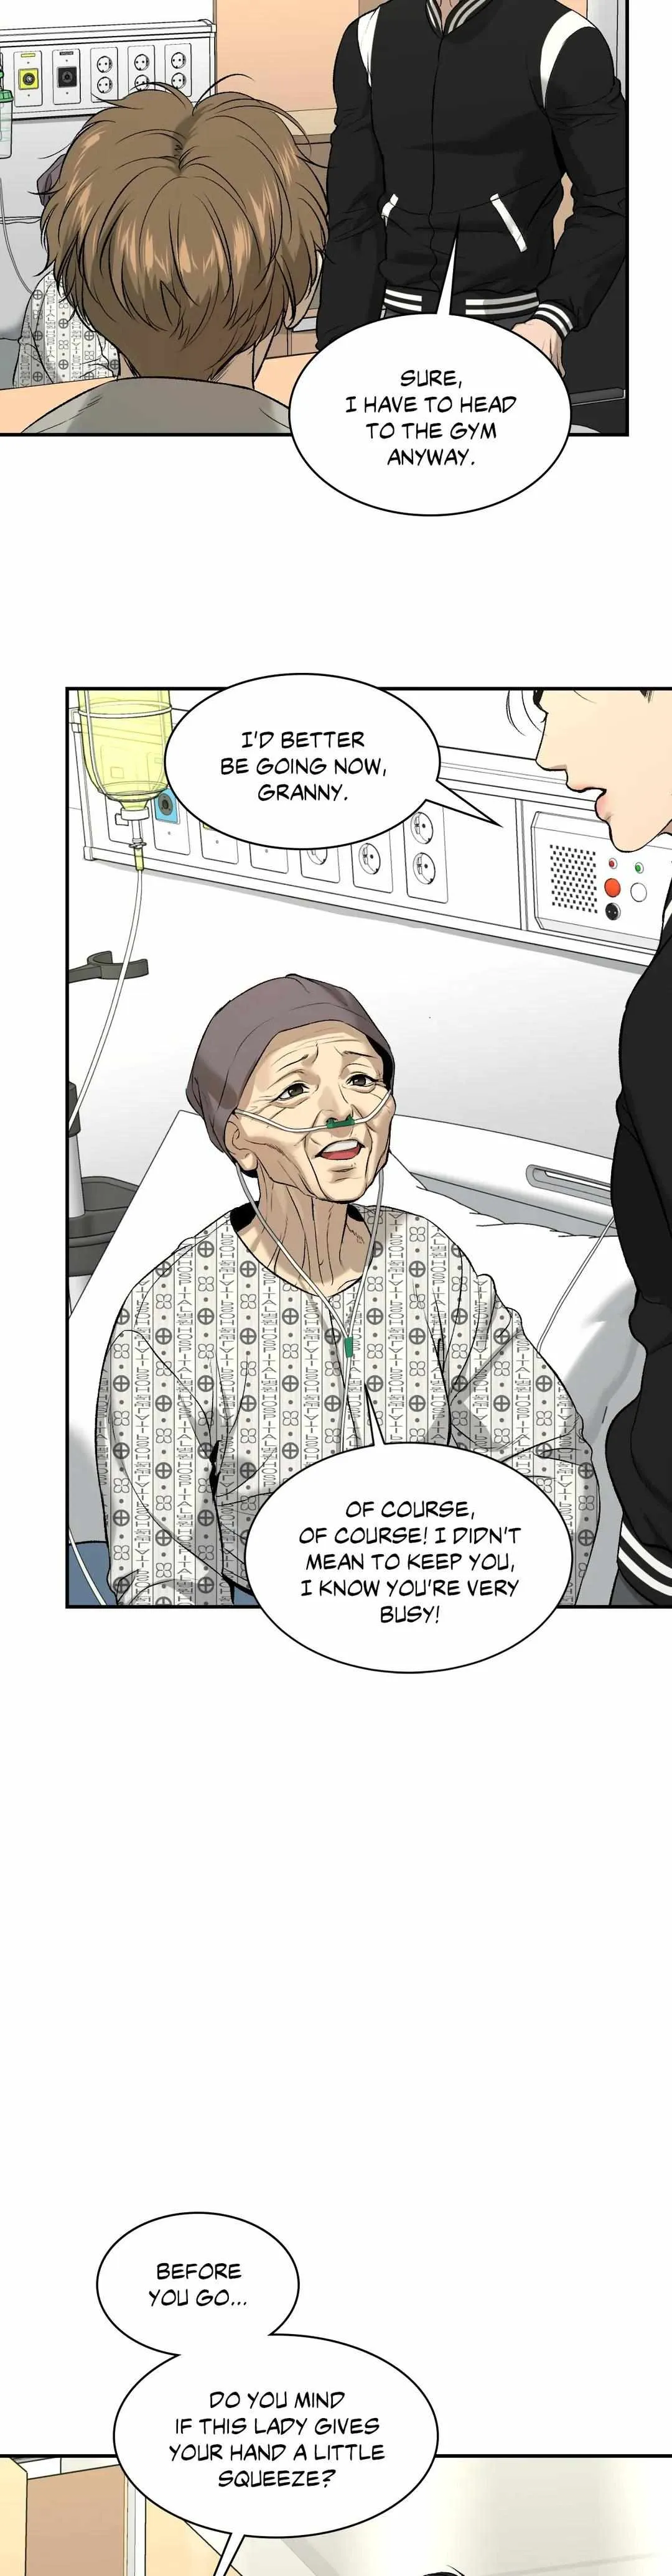 SURE,
I HAVE TO HEAD
TO THE GYM
ANYWAY.
I'D BETTER
BE GOING NOW,
GRANNY.
OF COURSE,
OF COURSE! I DIDN'T
MEAN TO KEEP YOU,
I KNOW YOU'RE VERY
BUSY!
BEFORE
YOU GO...
DO YOU MIND
IF THIS LADY GIVES
YOUR HAND A LITTLE
SQUEEZE?